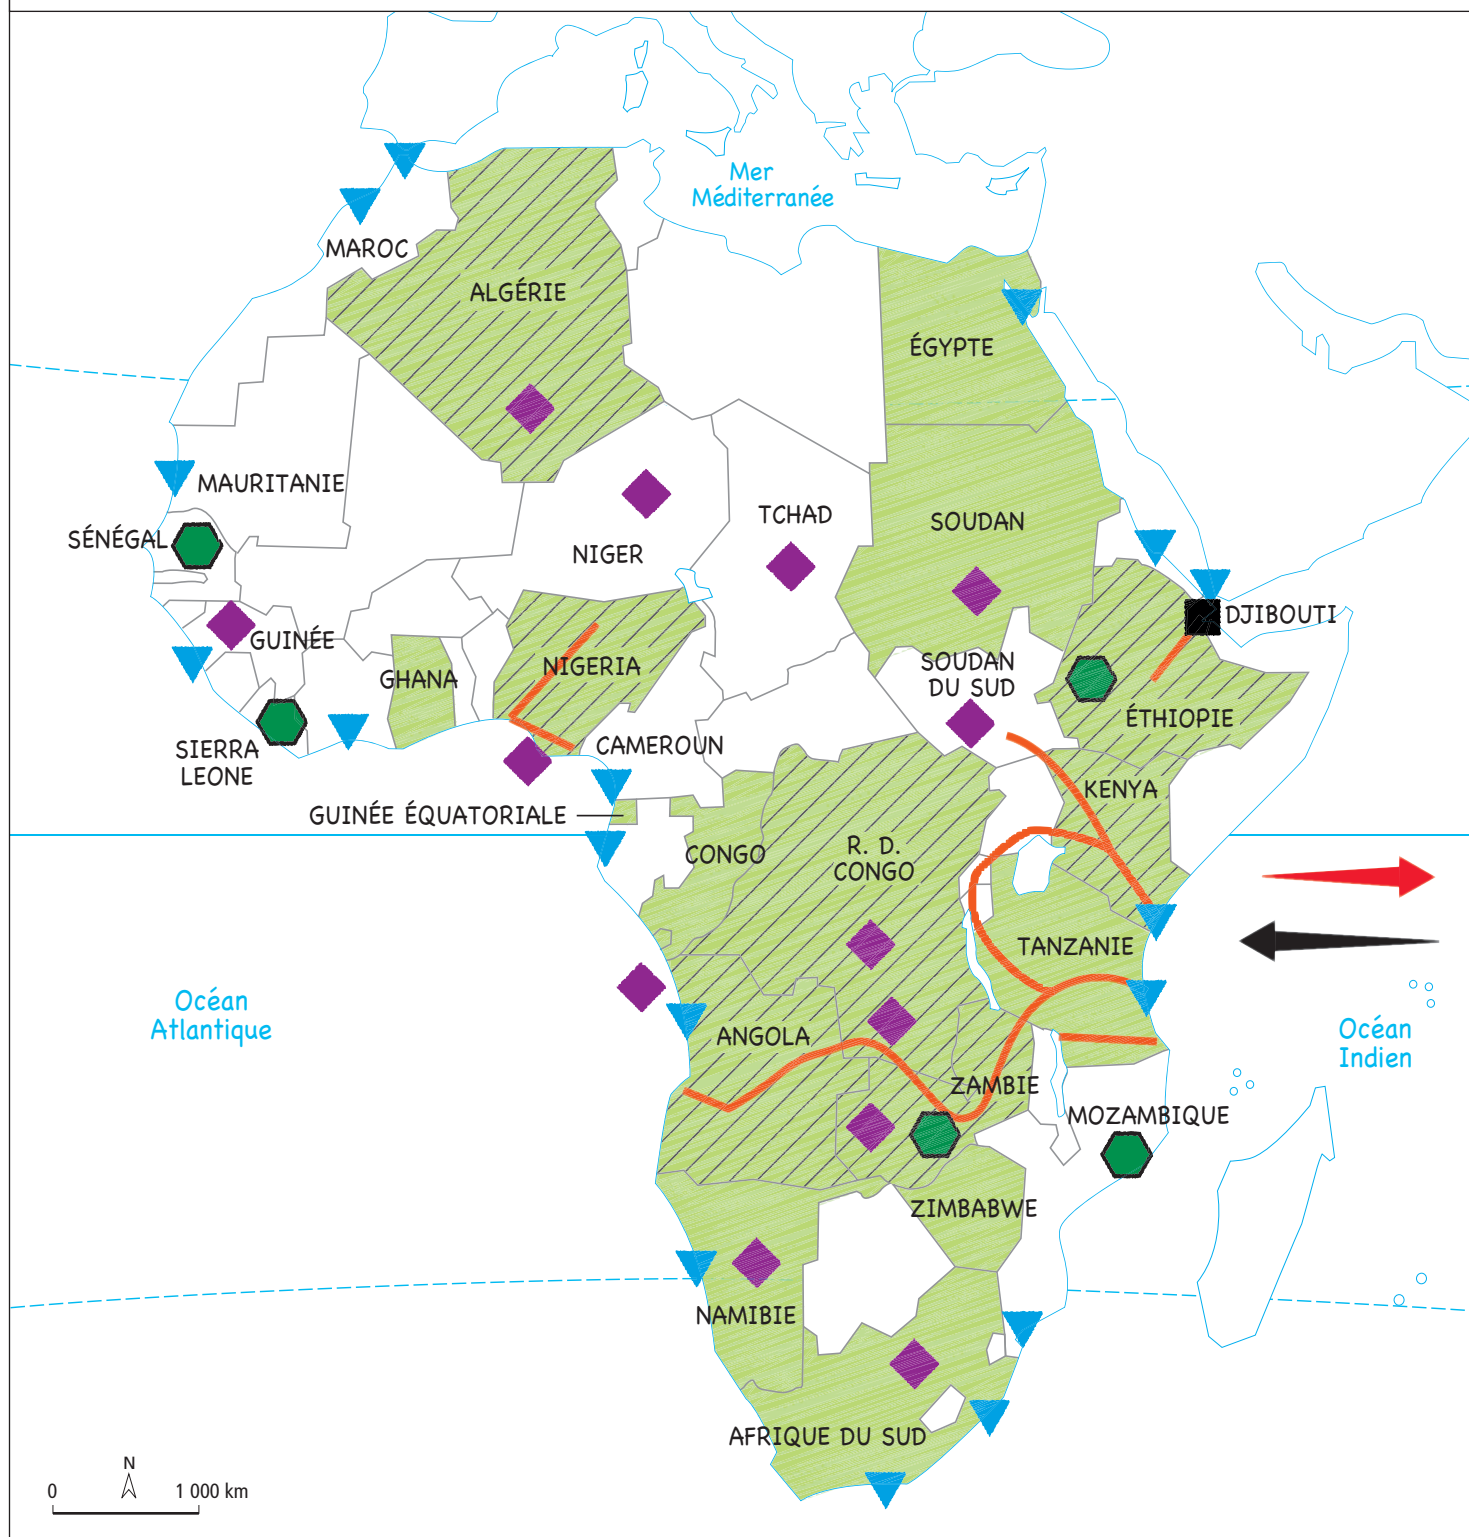 Mer
Méditerranée
MAROC
ALGÉRIE
ÉGYPTE
MAURITANIE
SÉNÉGAL
NIGER
TCHAD
SOUDAN
DJIBOUTI
GUINÉE
GHANA
NIGERIA
SOUDAN
DU SUD
ÉTHIOPIE
SIERRA
LEONE
CAMEROUN
KENYA
GUINÉE ÉQUATORIALE
CONGO
R. D.
CONGO
TANZANIE
Océan
Atlantique
ANGOLA
Océan
Indien
ZAMBIE
MOZAMBIQUE
ZIMBABWE
NAMIBIE
AFRIQUE DU SUD
N
0 1 000 km